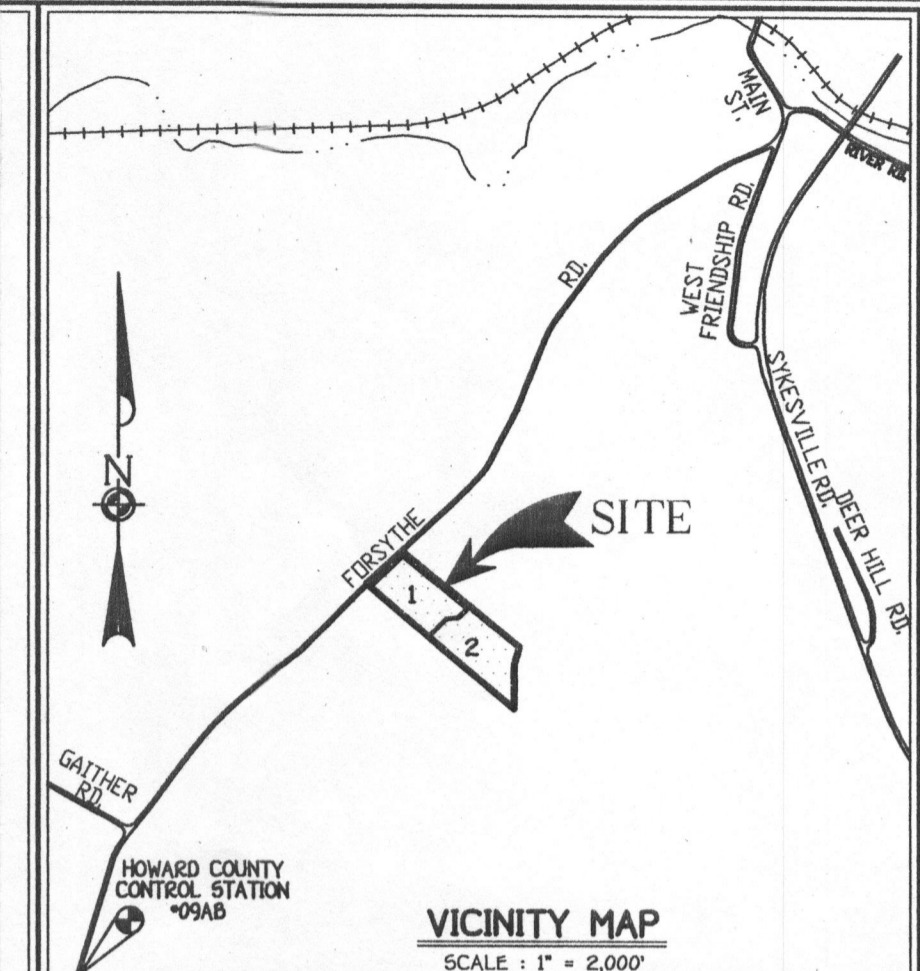 MAIN
ST.
RIVER RD.
RD.
WEST
FRIENDSHIP RD.
SYKESVILLE RD.
DEER HILL RD.
N
FORSYTHE
SITE
1
2
GAITHER
RD.
HOWARD COUNTY
CONTROL STATION
•09AB
VICINITY MAP
SCALE : 1" = 2,000'